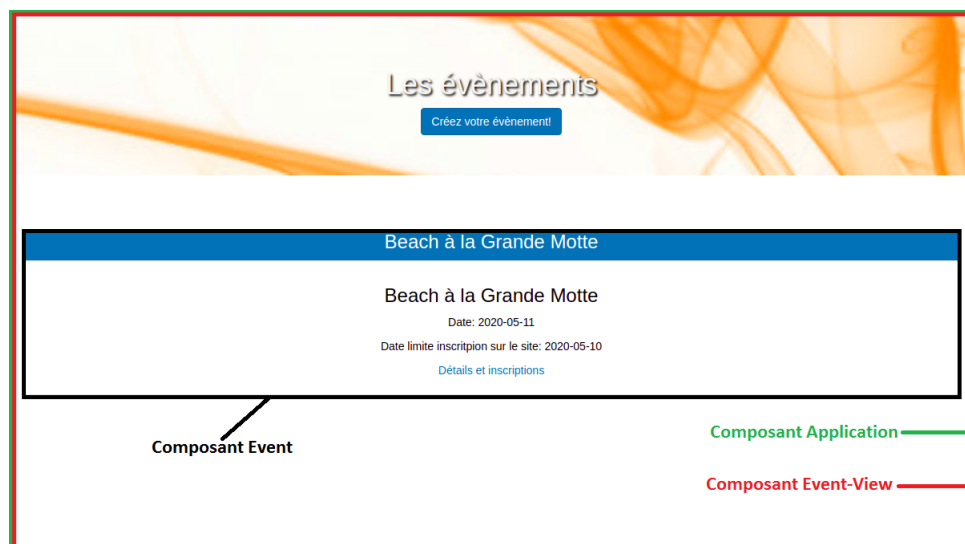 Les évènements
Créez votre évènement!
Beach à la Grande Motte
Beach à la Grande Motte
Date: 2020-05-11
Date limite inscritpion sur le site: 2020-05-10
Détails et inscriptions
Composant Event
Composant Application
Composant Event-View